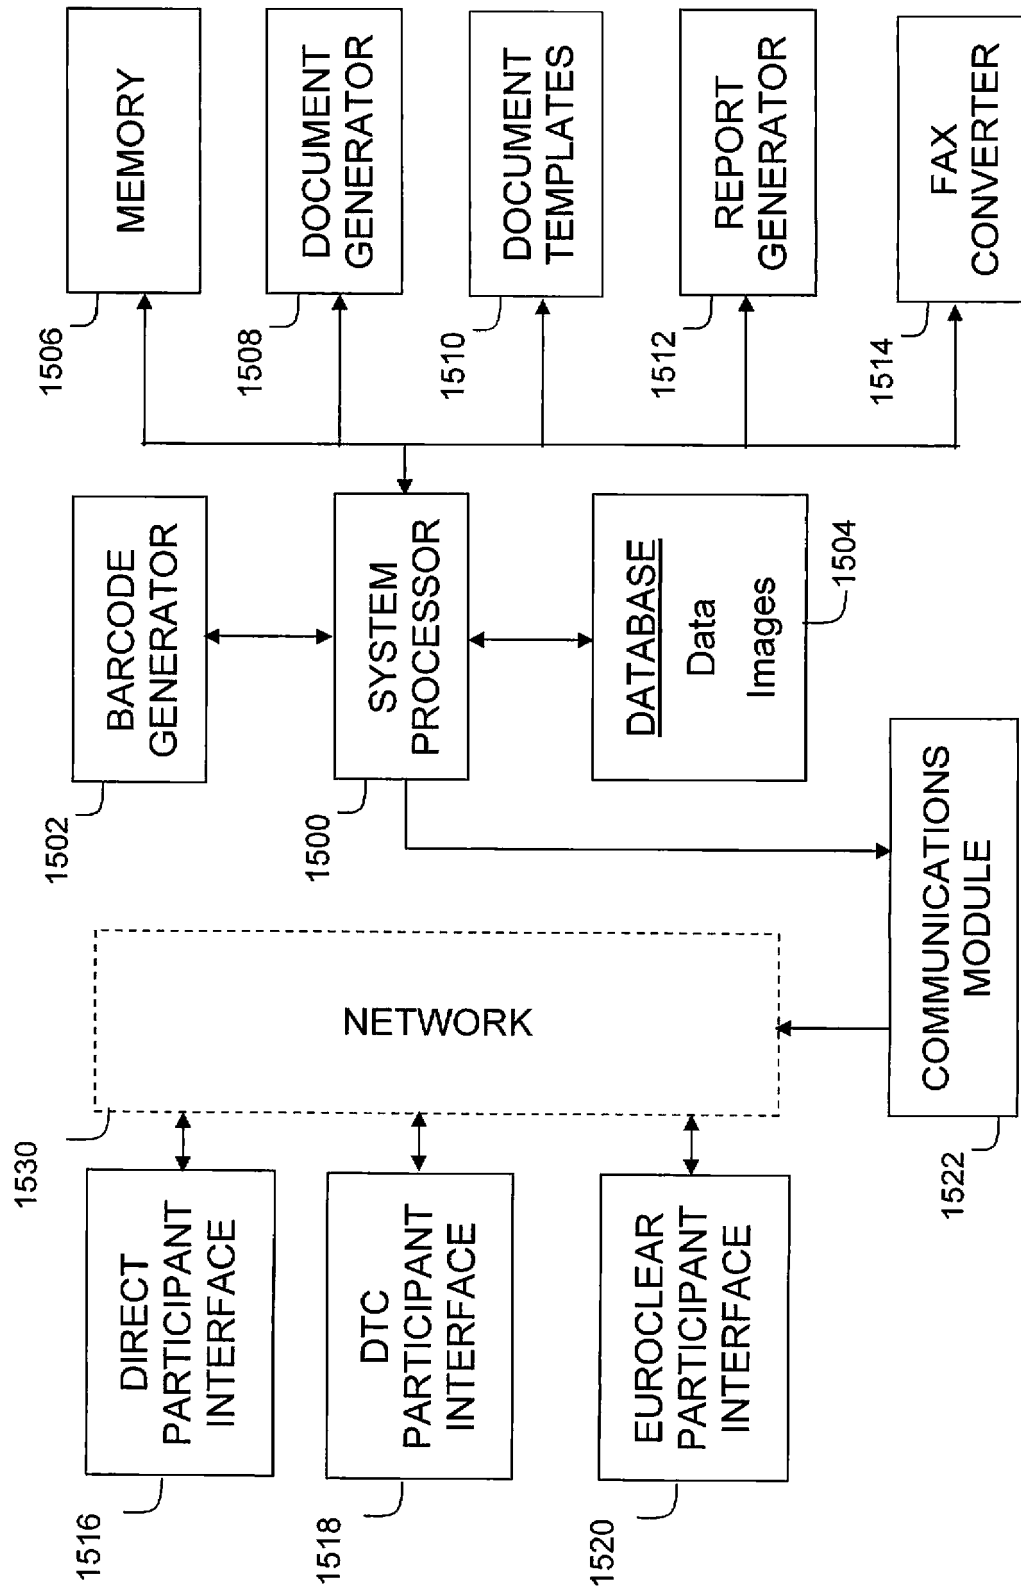 1516
DIRECT
PARTICIPANT
INTERFACE
1518
DTC
PARTICIPANT
INTERFACE
1520
EUROCLEAR
PARTICIPANT
INTERFACE
1530
NETWORK
1522
COMMUNICATIONS
MODULE
1502
BARCODE
GENERATOR
1500
SYSTEM
PROCESSOR
DATABASE
Data
Images
1504
1506
MEMORY
1508
DOCUMENT
GENERATOR
1510
DOCUMENT
TEMPLATES
1512
REPORT
GENERATOR
1514
FAX
CONVERTER